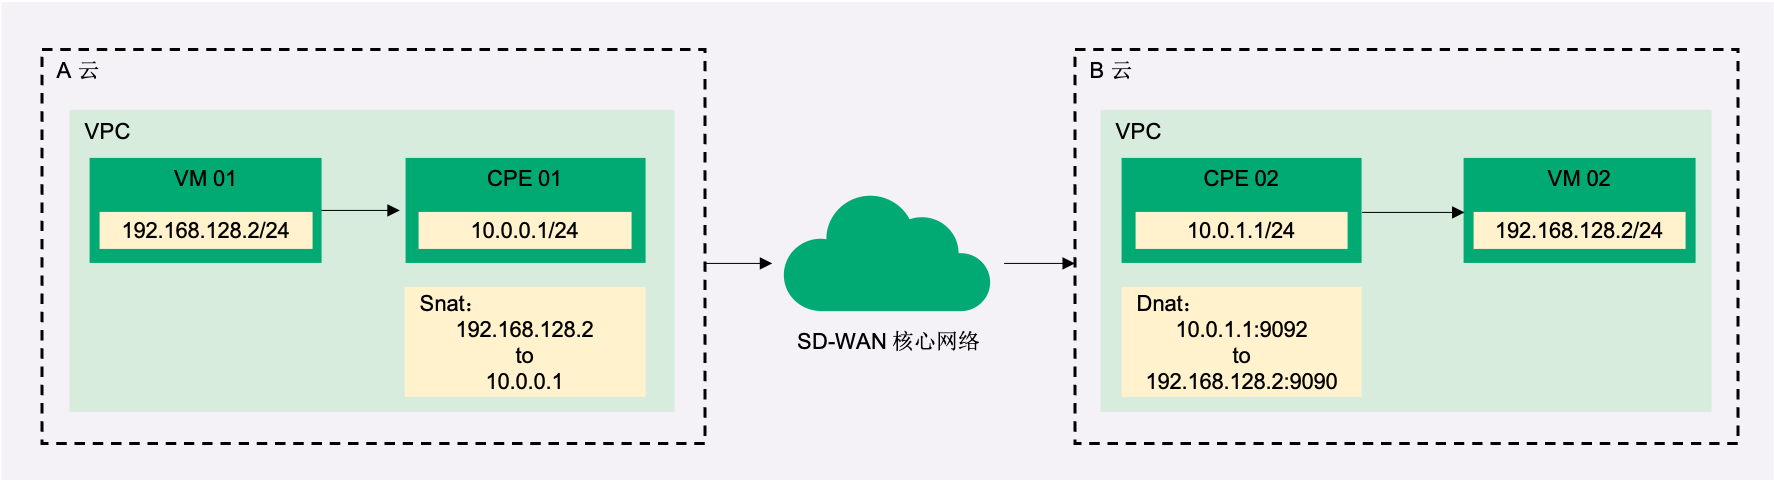 A 云
VPC
VM 01
192.168.128.2/24
CPE 01
10.0.0.1/24
Snat：
192.168.128.2
to
10.0.0.1
SD-WAN 核心网络
B 云
VPC
CPE 02
10.0.1.1/24
VM 02
192.168.128.2/24
Dnat：
10.0.1.1:9092
to
192.168.128.2:9090